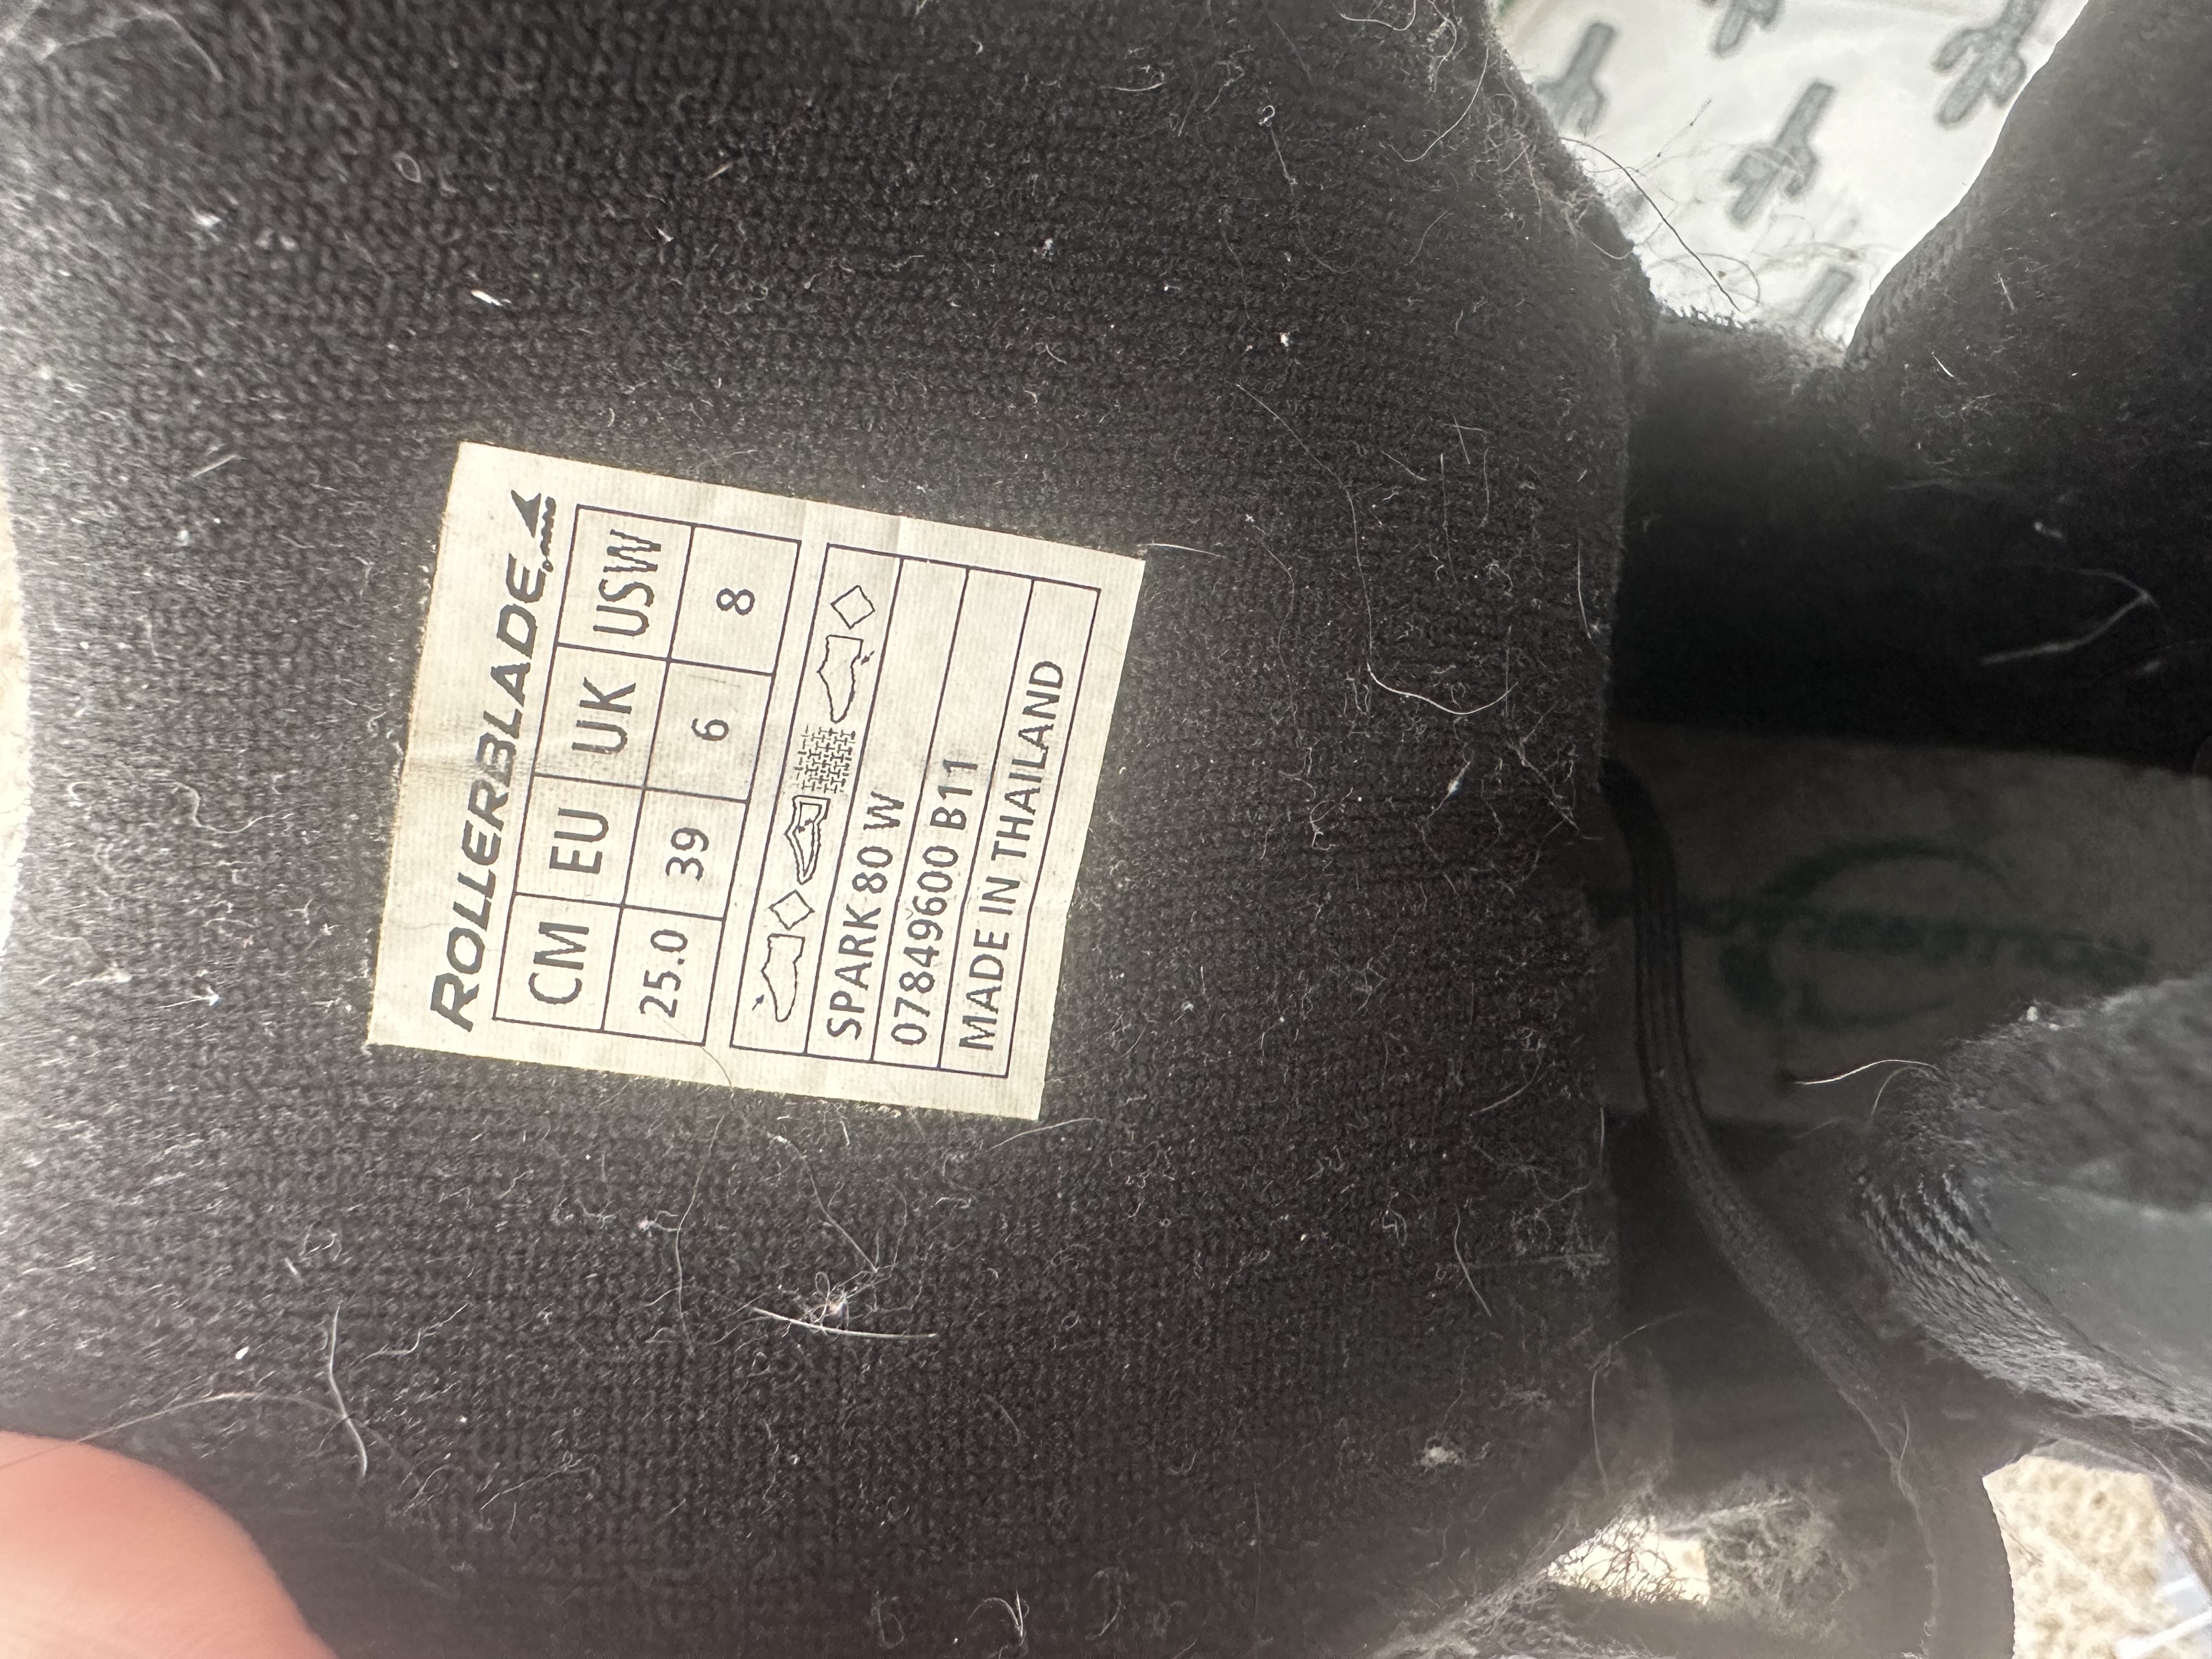 ROLLERBLADE
CM EU UK USW
25.0 39 6 8
SPARK 80 W
07849600 B11
MADE IN THAILAND